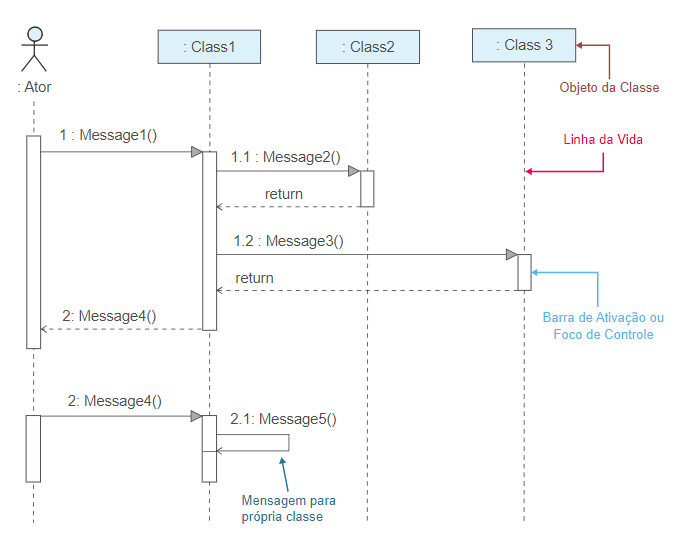 : Ator
: Class1
: Class2
: Class 3
Objeto da Classe
1 : Message1()
Linha da Vida
1.1 : Message2()
return
1.2 : Message3()
return
2: Message4()
Barra de Ativação ou
Foco de Controle
2: Message4()
2.1: Message5()
Mensagem para
própria classe